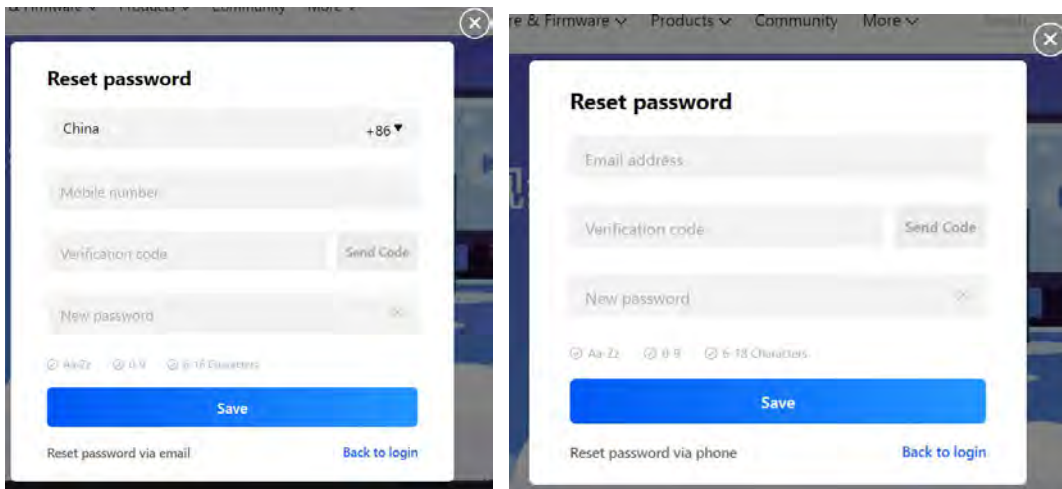 & Firmware Products Community More
Reset password
China +86
Mobile number
Verification code Send Code
New password
Aa-Zz 0-9 6-18 Characters
Save
Reset password via email Back to login
re & Firmware Products Community More
Reset password
Email address
Verification code Send Code
New password
Aa-Zz 0-9 6-18 Characters
Save
Reset password via phone Back to login